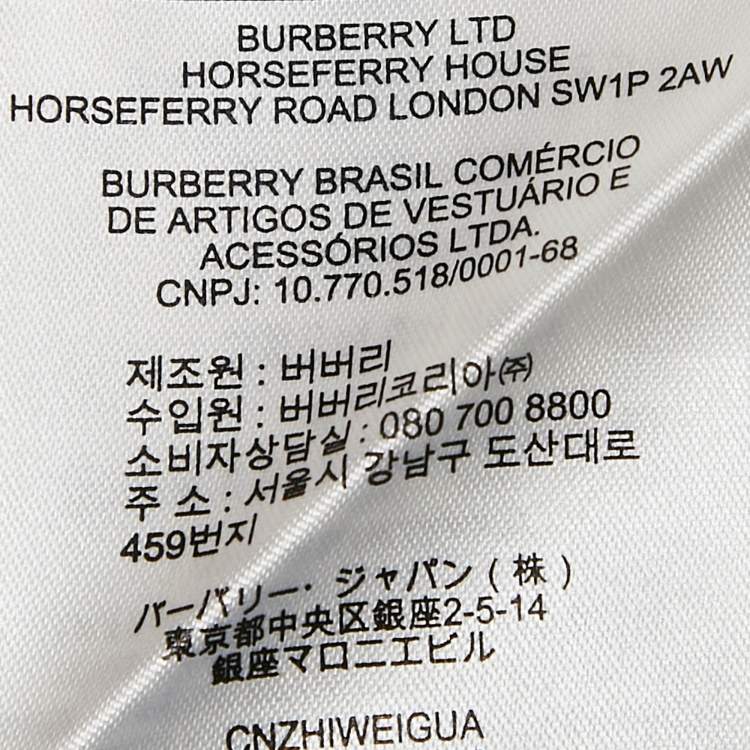 BURBERRY LTD
HORSEFERRY HOUSE
HORSEFERRY ROAD LONDON SW1P 2AW
BURBERRY BRASIL COMÉRCIO
DE ARTIGOS DE VESTUÁRIO E
ACESSÓRIOS LTDA.
CNPJ: 10.770.518/0001-68
제조원 : 버버리
수입원 : 버버리코리아㈜
소비자상담실 : 080 700 8800
주 소 : 서울시 강남구 도산대로
459번지
バーバリー・ジャパン ( 株 )
東京都中央区銀座2-5-14
銀座マロニエビル
CNZHIWEIGUA